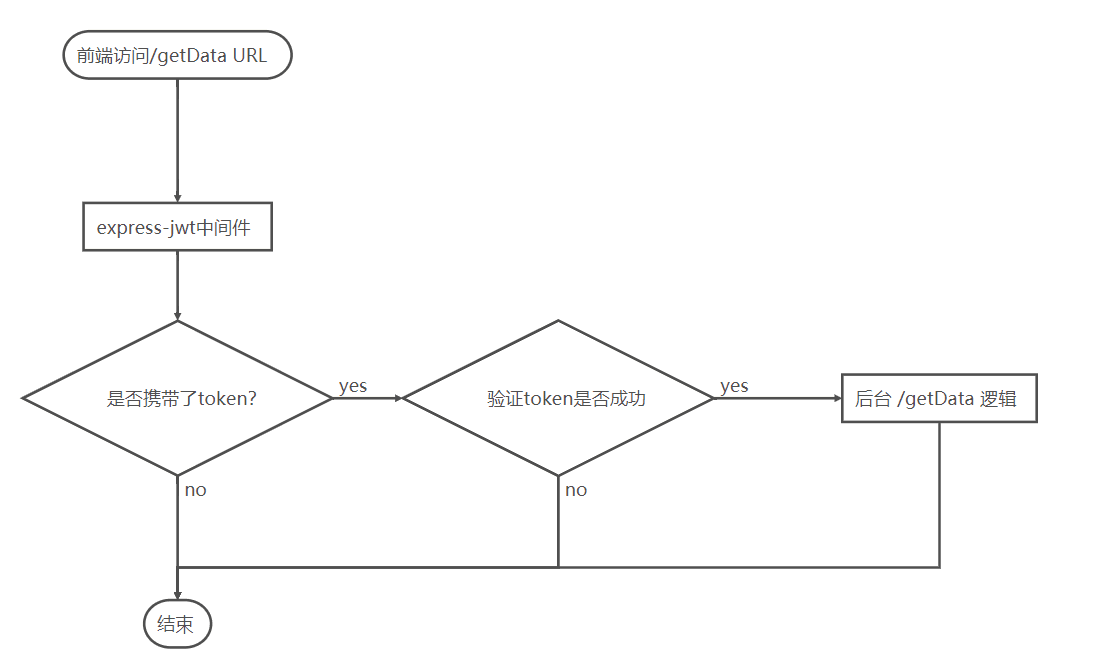 前端访问/getData URL
express-jwt中间件
是否携带了token?
yes
验证token是否成功
yes
后台 /getData 逻辑
no
no
结束